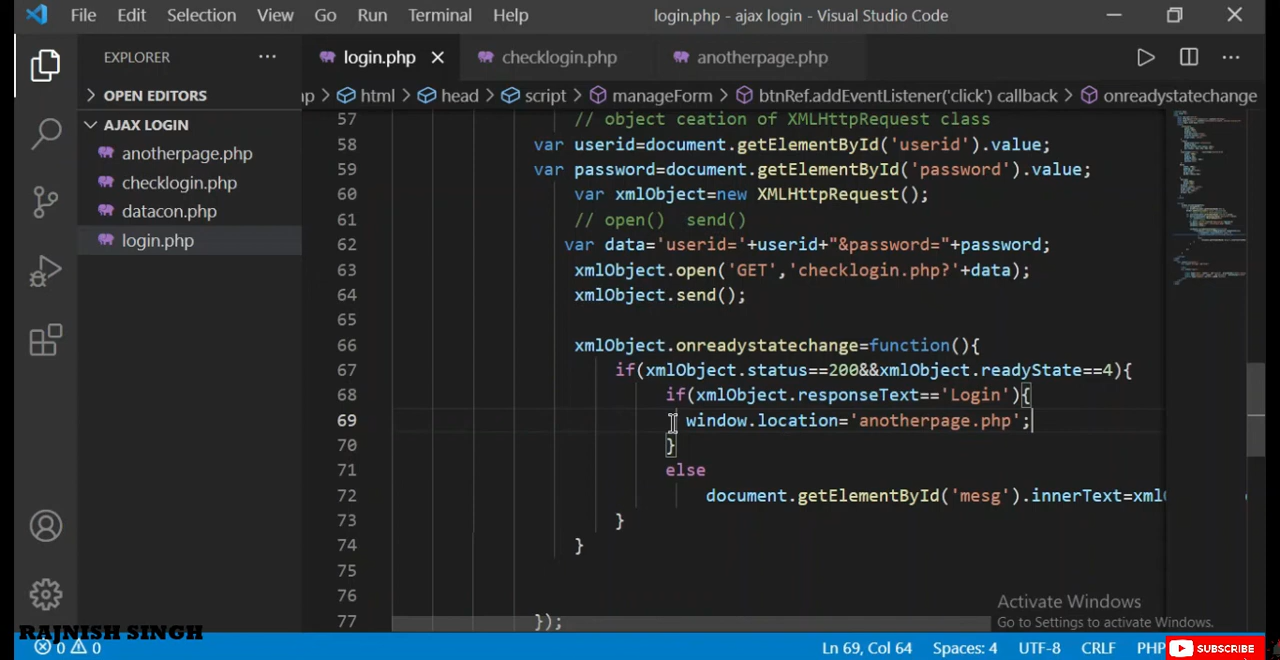 File Edit Selection View Go Run Terminal Help login.php - ajax login - Visual Studio Code
EXPLORER ··· login.php checklogin.php anotherpage.php ···
OPEN EDITORS
html > head > script > manageForm > btnRef.addEventListener('click') callback > onreadystatechange
AJAX LOGIN
anotherpage.php
checklogin.php
datacon.php
login.php
57 // object ceation of XMLHttpRequest class
58 var userid=document.getElementById('userid').value;
59 var password=document.getElementById('password').value;
60 var xmlObject=new XMLHttpRequest();
61 // open() send()
62 var data='userid='+userid+"&password="+password;
63 xmlObject.open('GET','checklogin.php?'+data);
64 xmlObject.send();
65
66 xmlObject.onreadystatechange=function(){
67 if(xmlObject.status==200&&xmlObject.readyState==4){
68 if(xmlObject.responseText=='Login'){
69 window.location='anotherpage.php';
70 }
71 else
72 document.getElementById('mesg').innerText=xml
73 }
74 }
75
76
77 });
Activate Windows
Go to Settings to activate Windows.
RAJNISH SINGH
0 0 Ln 69, Col 64 Spaces: 4 UTF-8 CRLF PHP SUBSCRIBE